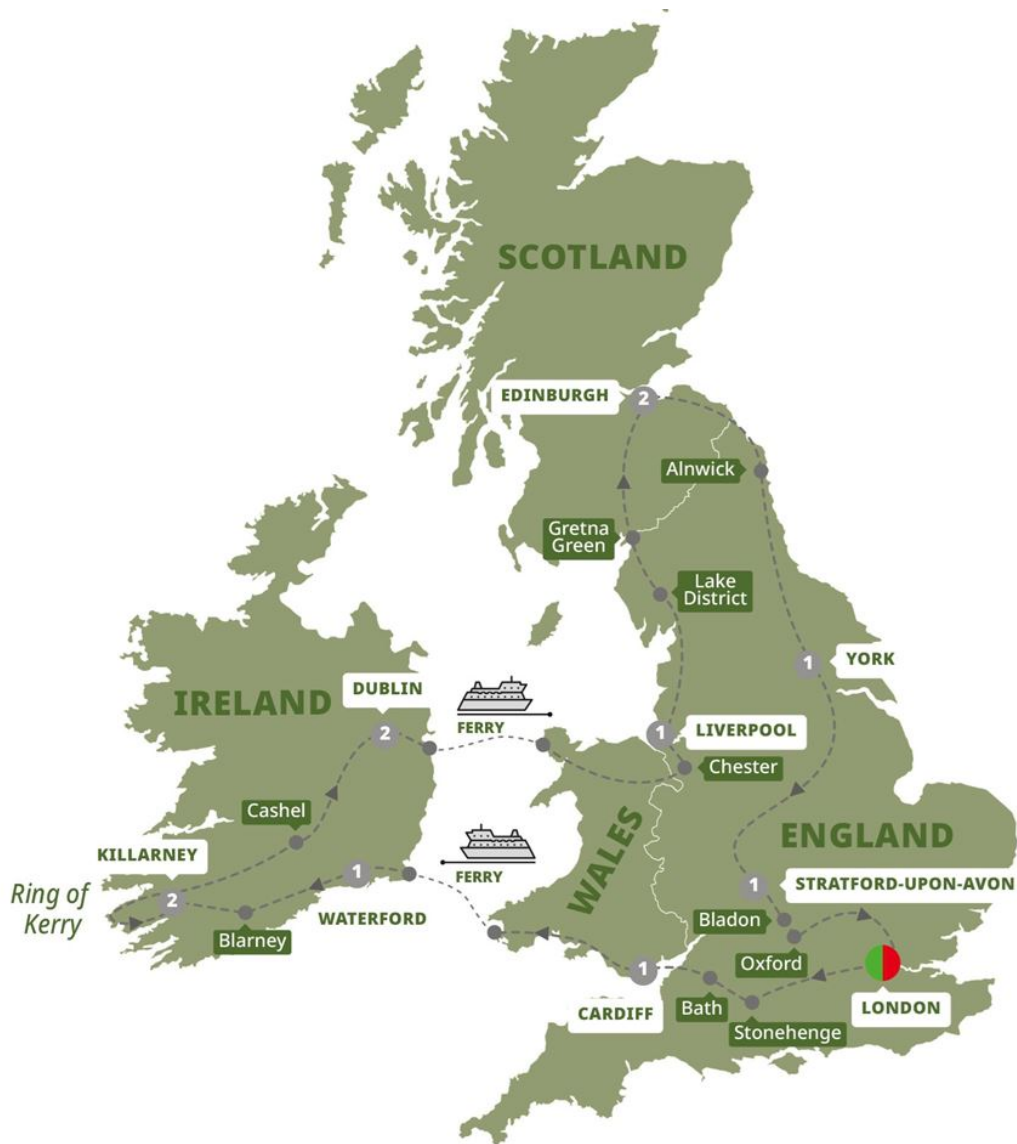 SCOTLAND
EDINBURGH
2
Alnwick
Gretna
Green
Lake
District
1
YORK
IRELAND
DUBLIN
2
FERRY
1
LIVERPOOL
Chester
Cashel
ENGLAND
WALES
KILLARNEY
FERRY
Ring of
Kerry
2
1
WATERFORD
Blarney
1
STRATFORD-UPON-AVON
Bladon
Oxford
1
CARDIFF
Bath
Stonehenge
LONDON